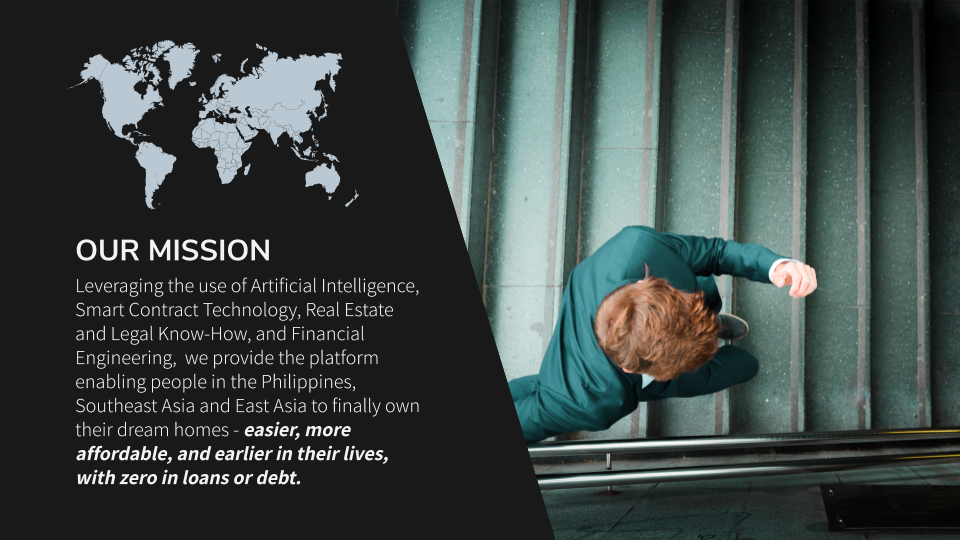 OUR MISSION
Leveraging the use of Artificial Intelligence,
Smart Contract Technology, Real Estate
and Legal Know-How, and Financial
Engineering,  we provide the platform
enabling people in the Philippines,
Southeast Asia and East Asia to finally own
their dream homes - easier, more
affordable, and earlier in their lives,
with zero in loans or debt.